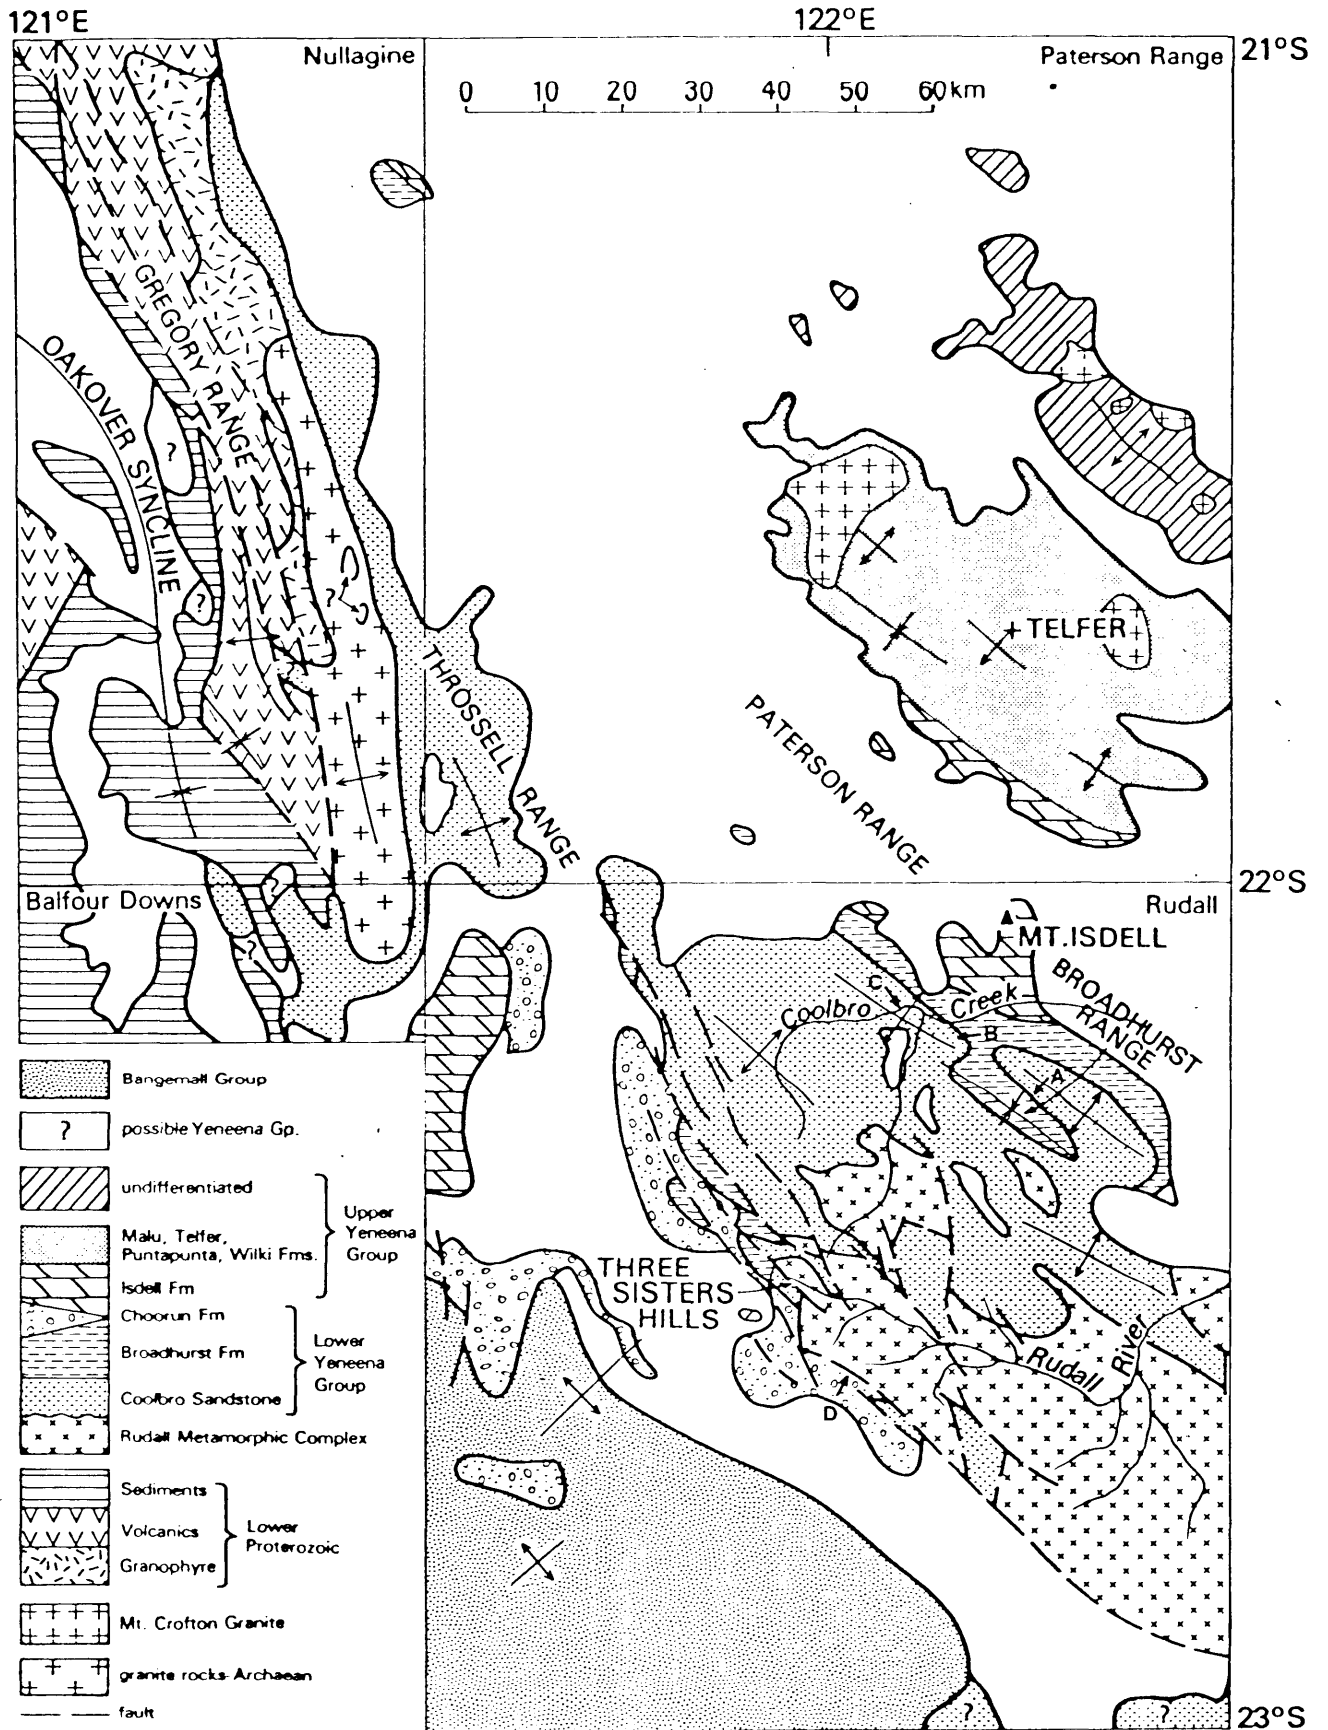 121°E
122°E
Nullagine
Paterson Range
21°S
0 10 20 30 40 50 60 km
GREGORY RANGE
OAKOVER SYNCLINE
?
?
?
+TELFER
THROSSELL RANGE
PATERSON RANGE
22°S
Balfour Downs
?
?
Rudall
MT. ISDELL
BROADHURST RANGE
Coolbro Creek
C
B
A
THREE
SISTERS
HILLS
Rudall River
D
?
?
23°S
Bangemall Group
? possible Yeneena Gp.
undifferentiated
Malu, Telfer,
Puntapunta, Wilki Fms.
Isdell Fm
Upper
Yeneena
Group
Choorun Fm
Broadhurst Fm
Coolbro Sandstone
Lower
Yeneena
Group
Rudall Metamorphic Complex
Sediments
Volcanics
Granophyre
Lower
Proterozoic
Mt. Crofton Granite
granite rocks-Archaean
fault